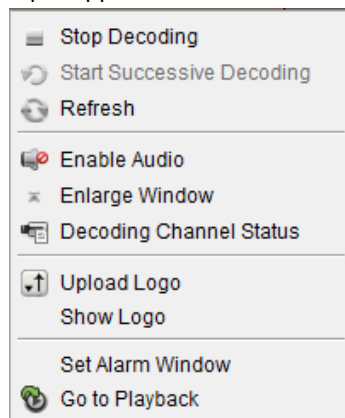 Stop Decoding
Start Successive Decoding
Refresh
Enable Audio
Enlarge Window
Decoding Channel Status
Upload Logo
Show Logo
Set Alarm Window
Go to Playback